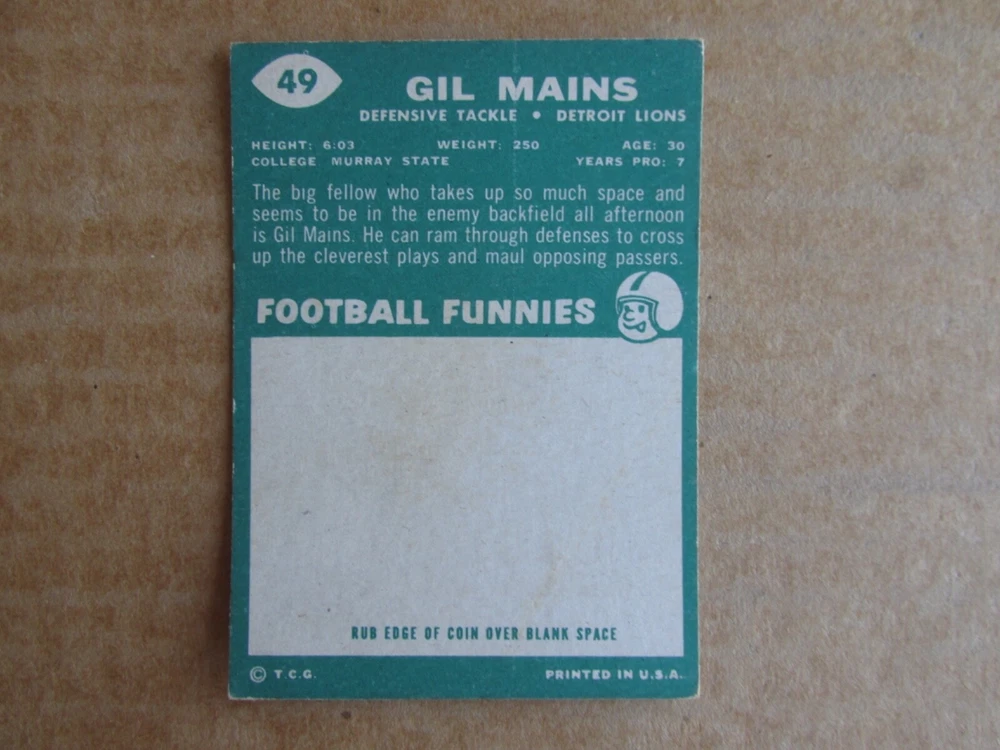 49
GIL MAINS
DEFENSIVE TACKLE • DETROIT LIONS
HEIGHT: 6:03 WEIGHT: 250 AGE: 30
COLLEGE MURRAY STATE YEARS PRO: 7
The big fellow who takes up so much space and
seems to be in the enemy backfield all afternoon
is Gil Mains. He can ram through defenses to cross
up the cleverest plays and maul opposing passers.
FOOTBALL FUNNIES
RUB EDGE OF COIN OVER BLANK SPACE
© T.C.G. PRINTED IN U.S.A.